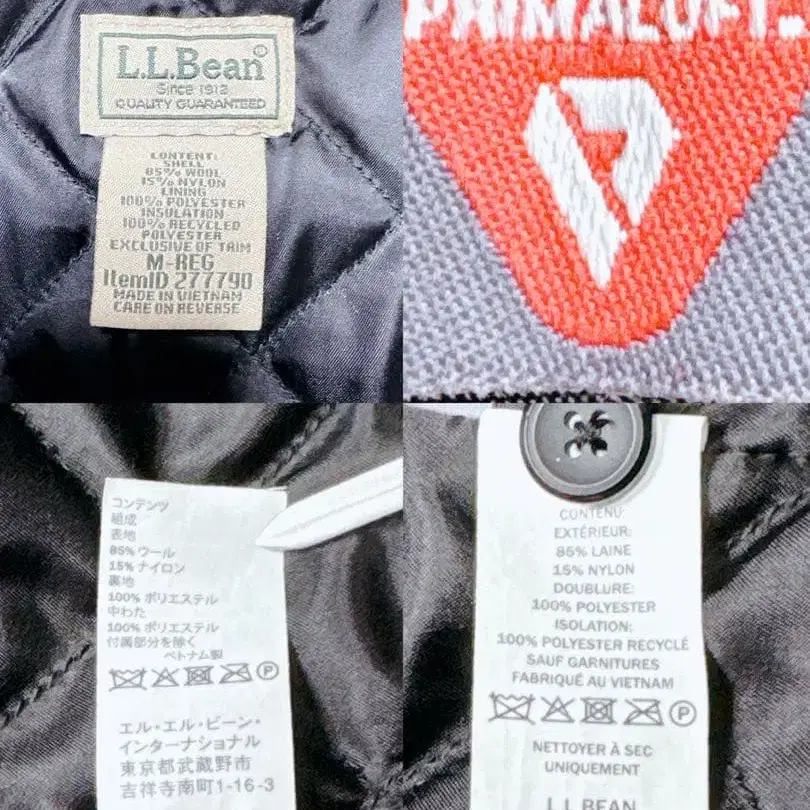 L.L.Bean®
Since 1912
QUALITY GUARANTEED
CONTENT:
SHELL
85% WOOL
15% NYLON
LINING
100% POLYESTER
INSULATION
100% RECYCLED
POLYESTER
EXCLUSIVE OF TRIM
M-REG
ItemID 277790
MADE IN VIETNAM
CARE ON REVERSE
PRIMALOFT
コンテンツ
組成
表地
85% ウール
15% ナイロン
裏地
100% ポリエステル
中わた
100% ポリエステル
付属部分を除く
ベトナム製
P
エル・エル・ビーン・
インターナショナル
東京都武蔵野市
吉祥寺南町1-16-3
CONTENU:
EXTÉRIEUR:
85% LAINE
15% NYLON
DOUBLURE:
100% POLYESTER
ISOLATION:
100% POLYESTER RECYCLÉ
SAUF GARNITURES
FABRIQUÉ AU VIETNAM
P
NETTOYER À SEC
UNIQUEMENT
L.L.BEAN